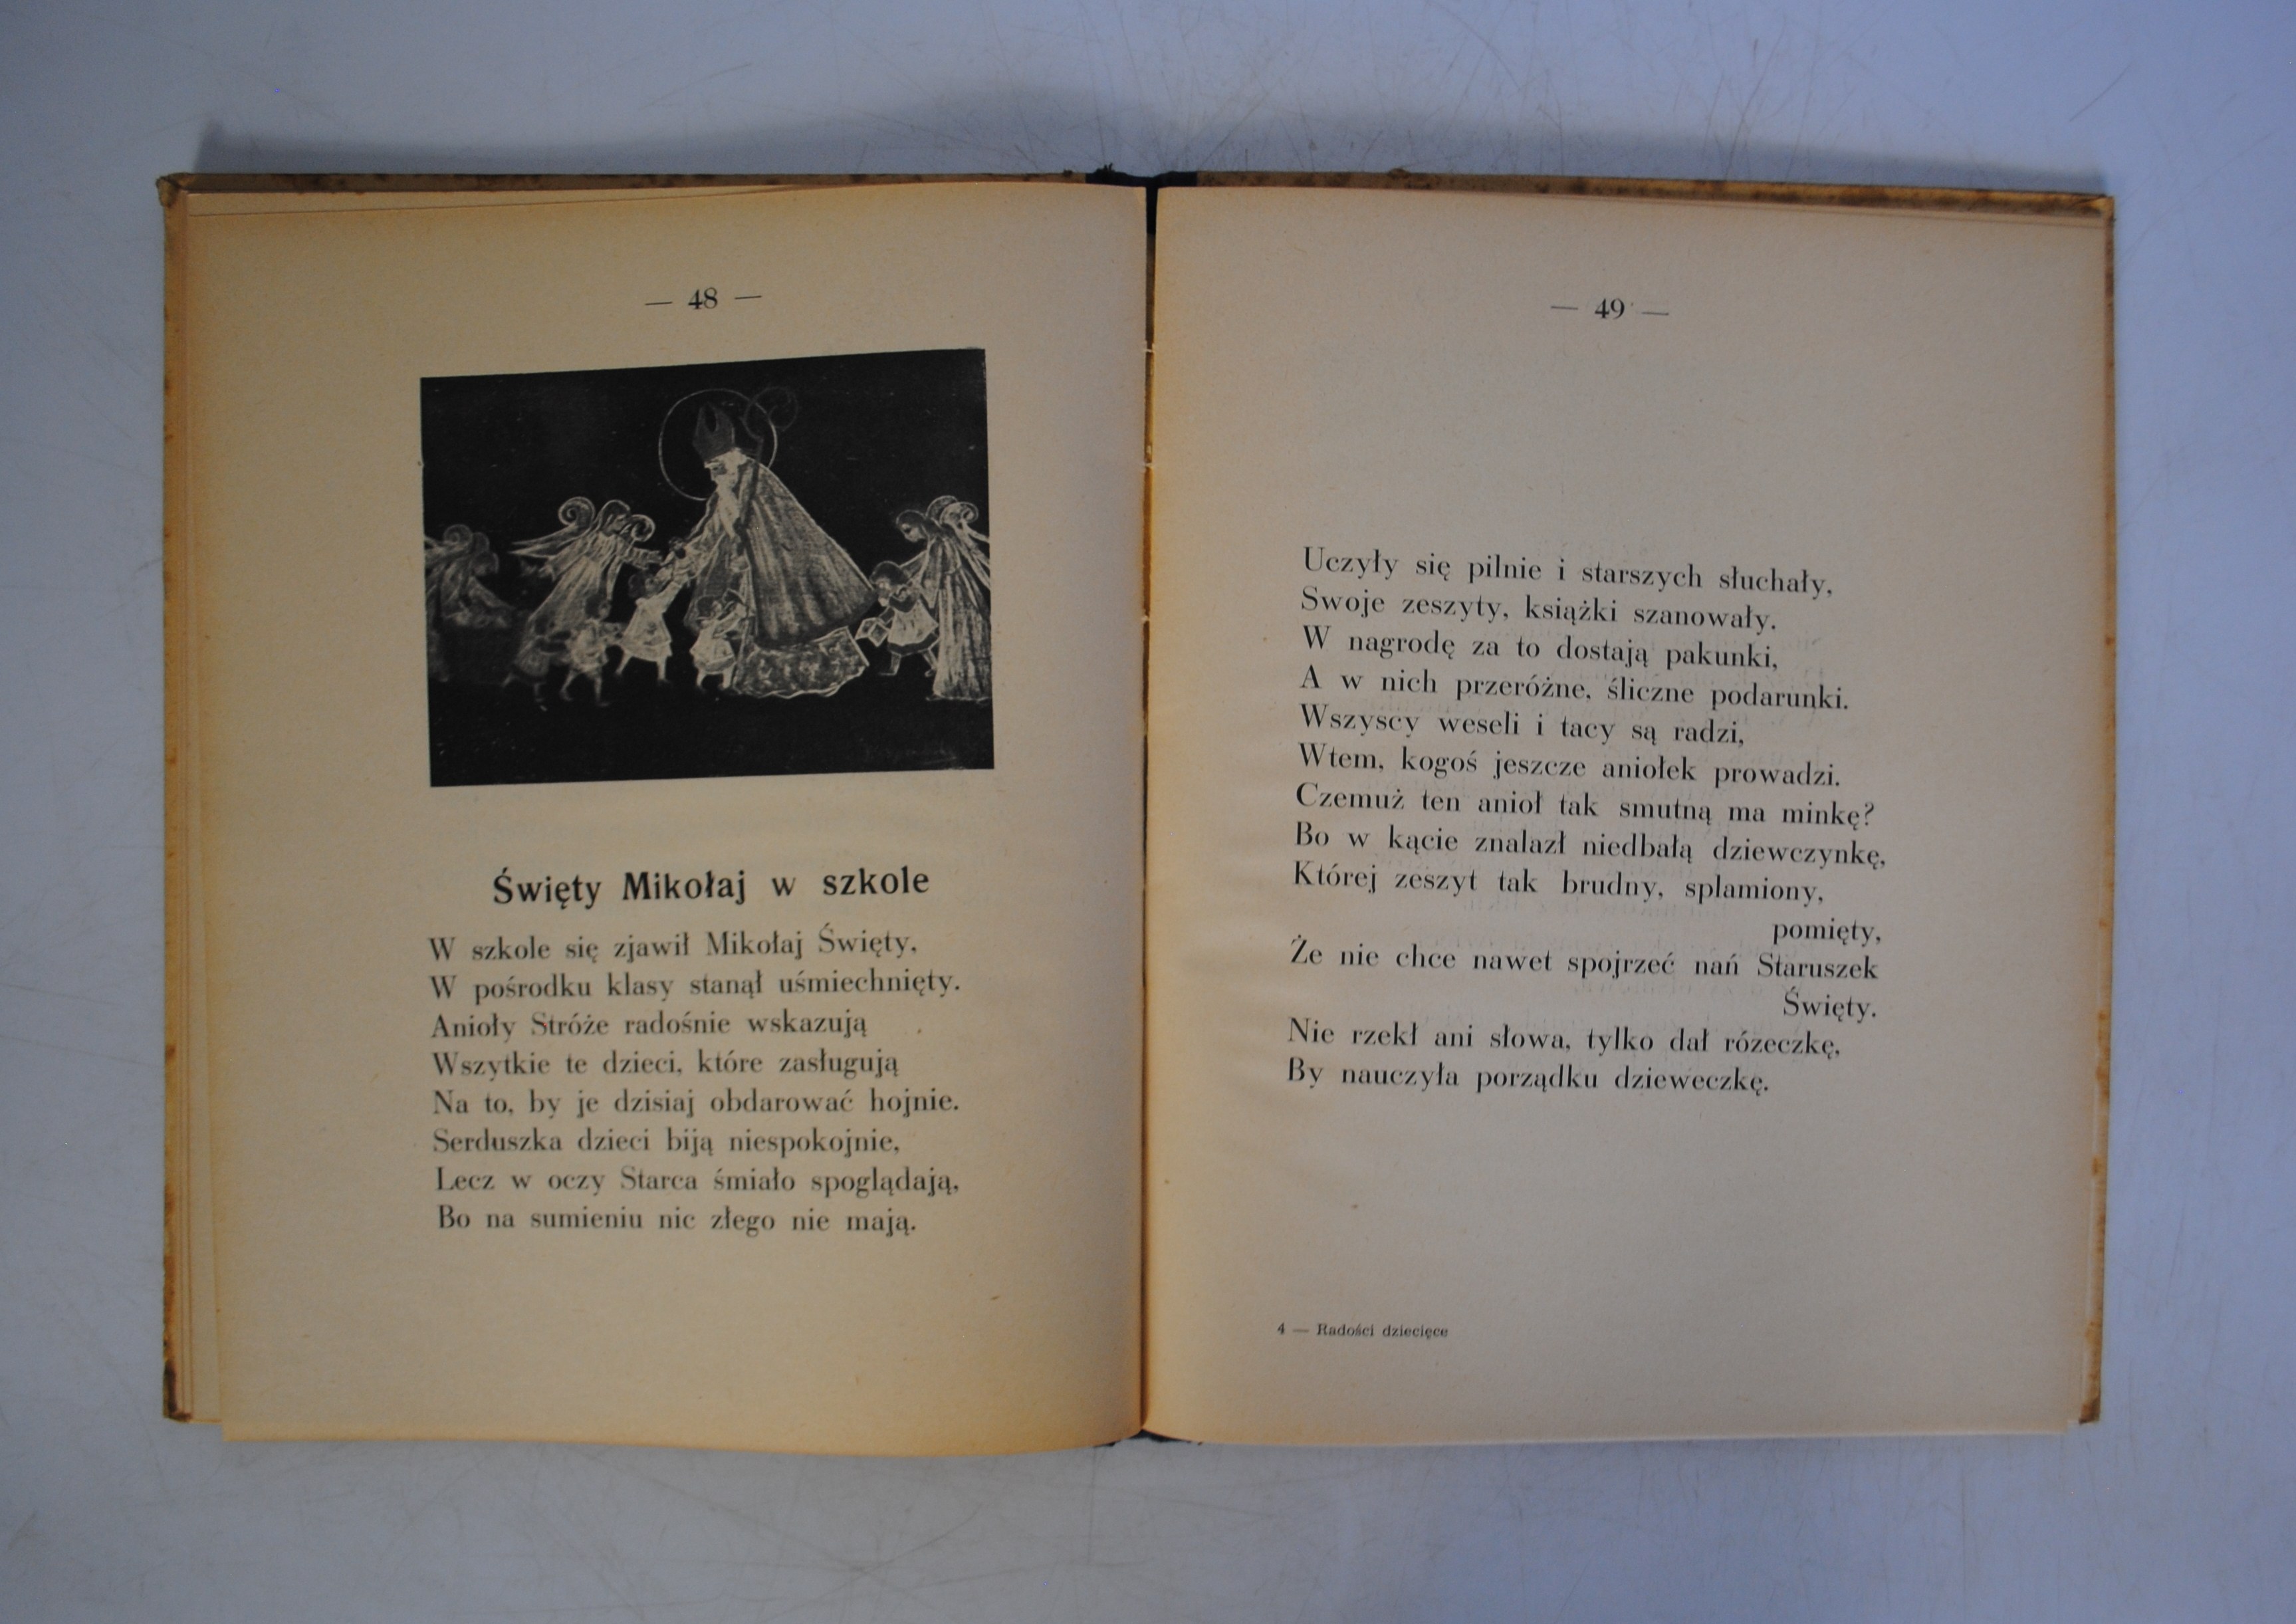 — 48 —
Święty Mikołaj w szkole
W szkole się zjawił Mikołaj Święty,
W pośrodku klasy stanął uśmiechnięty.
Anioły Stróże radośnie wskazują
Wszytkie te dzieci, które zasługują
Na to, by je dzisiaj obdarować hojnie.
Serduszka dzieci biją niespokojnie,
Lecz w oczy Starca śmiało spoglądają,
Bo na sumieniu nic złego nie mają.
— 49 —
Uczyły się pilnie i starszych słuchały,
Swoje zeszyty, książki szanowały.
W nagrodę za to dostają pakunki,
A w nich przeróżne, śliczne podarunki.
Wszyscy weseli i tacy są radzi,
Wtem, kogoś jeszcze aniołek prowadzi.
Czemuż ten anioł tak smutną ma minkę?
Bo w kącie znalazł niedbałą dziewczynkę,
Której zeszyt tak brudny, splamiony,
pomięty,
Że nie chce nawet spojrzeć nań Staruszek
Święty.
Nie rzekł ani słowa, tylko dał rózeczkę,
By nauczyła porządku dzieweczkę.
4 — Radości dziecięce